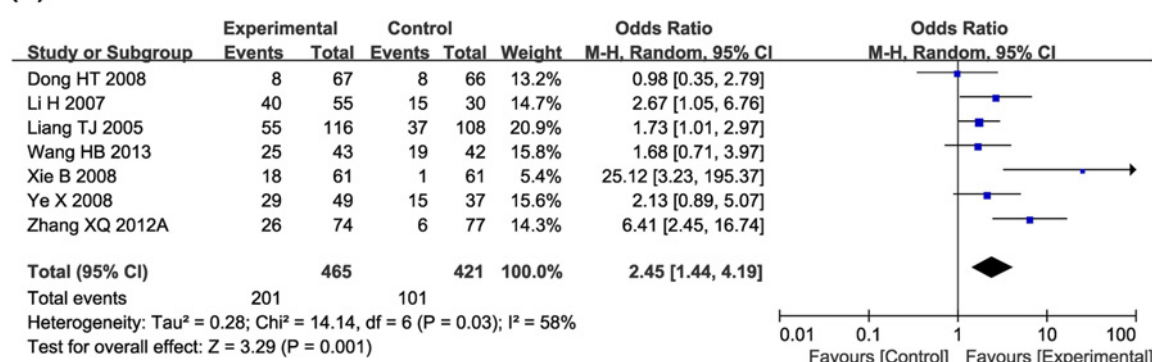 Experimental Control Odds Ratio Odds Ratio
Study or Subgroup Events Total Events Total Weight M-H, Random, 95% CI M-H, Random, 95% CI
Dong HT 2008 8 67 8 66 13.2% 0.98 [0.35, 2.79]
Li H 2007 40 55 15 30 14.7% 2.67 [1.05, 6.76]
Liang TJ 2005 55 116 37 108 20.9% 1.73 [1.01, 2.97]
Wang HB 2013 25 43 19 42 15.8% 1.68 [0.71, 3.97]
Xie B 2008 18 61 1 61 5.4% 25.12 [3.23, 195.37]
Ye X 2008 29 49 15 37 15.6% 2.13 [0.89, 5.07]
Zhang XQ 2012A 26 74 6 77 14.3% 6.41 [2.45, 16.74]
Total (95% CI) 465 421 100.0% 2.45 [1.44, 4.19]
Total events 201 101
Heterogeneity: Tau² = 0.28; Chi² = 14.14, df = 6 (P = 0.03); I² = 58%
Test for overall effect: Z = 3.29 (P = 0.001)
0.01 0.1 1 10 100
Favours [Control] Favours [Experimental]